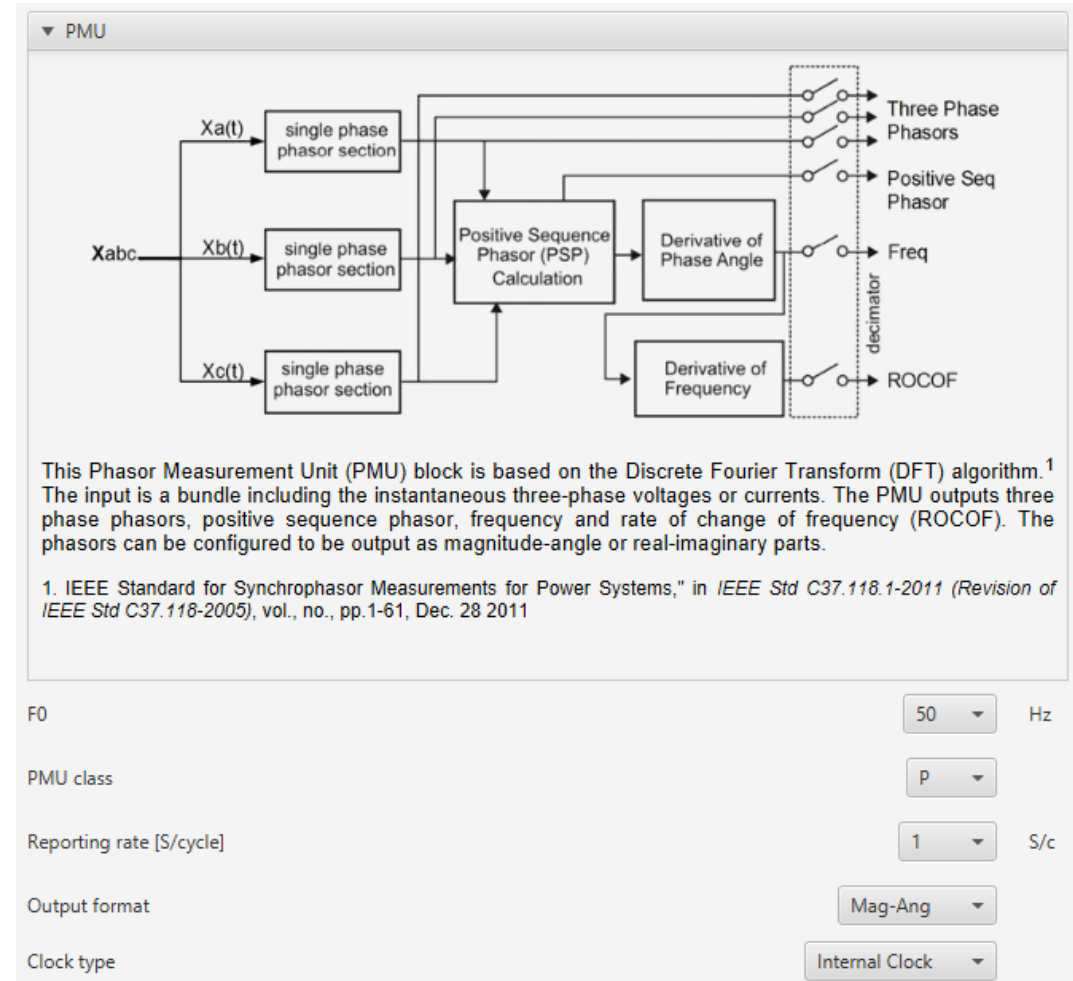 PMU
Xa(t)
single phase
phasor section
Three Phase
Phasors
Positive Seq
Phasor
Xabc
Xb(t)
single phase
phasor section
Positive Sequence
Phasor (PSP)
Calculation
Derivative of
Phase Angle
Freq
decimator
Xc(t)
single phase
phasor section
Derivative of
Frequency
ROCOF
This Phasor Measurement Unit (PMU) block is based on the Discrete Fourier Transform (DFT) algorithm.1
The input is a bundle including the instantaneous three-phase voltages or currents. The PMU outputs three
phase phasors, positive sequence phasor, frequency and rate of change of frequency (ROCOF). The
phasors can be configured to be output as magnitude-angle or real-imaginary parts.
1. IEEE Standard for Synchrophasor Measurements for Power Systems," in IEEE Std C37.118.1-2011 (Revision of
IEEE Std C37.118-2005), vol., no., pp.1-61, Dec. 28 2011
F0 50 Hz
PMU class P
Reporting rate [S/cycle] 1 S/c
Output format Mag-Ang
Clock type Internal Clock